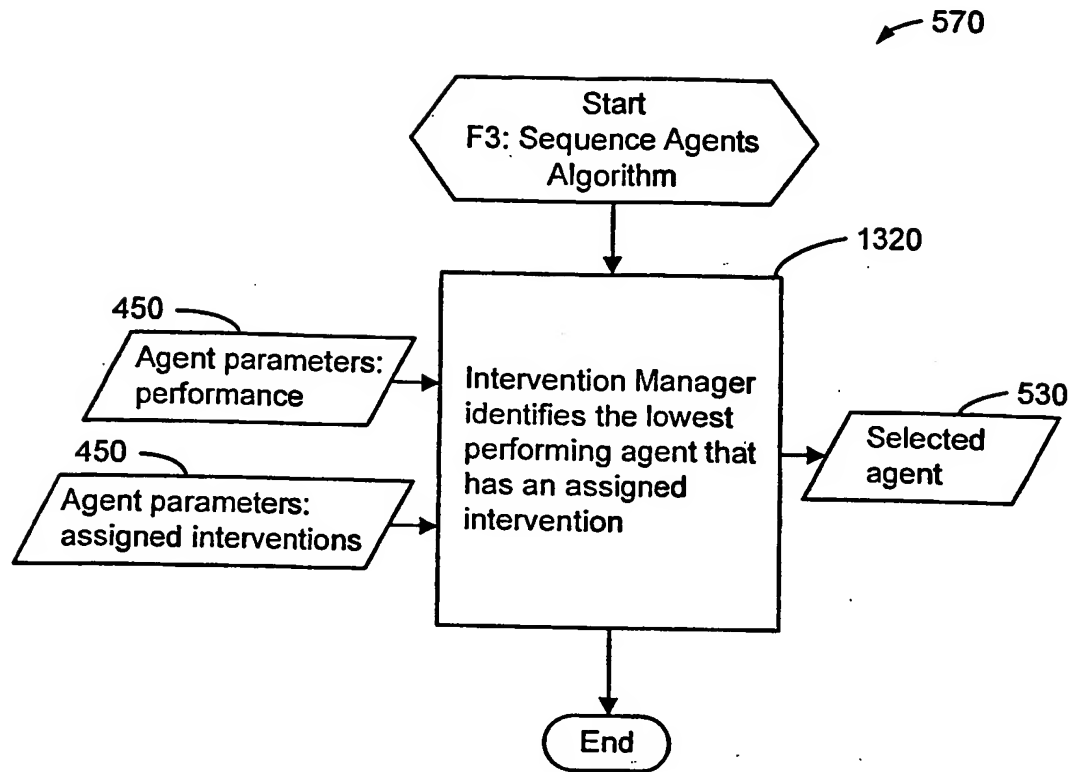 570
Start
F3: Sequence Agents
Algorithm
1320
450
Agent parameters:
performance
450
Agent parameters:
assigned interventions
Intervention Manager
identifies the lowest
performing agent that
has an assigned
intervention
530
Selected
agent
End